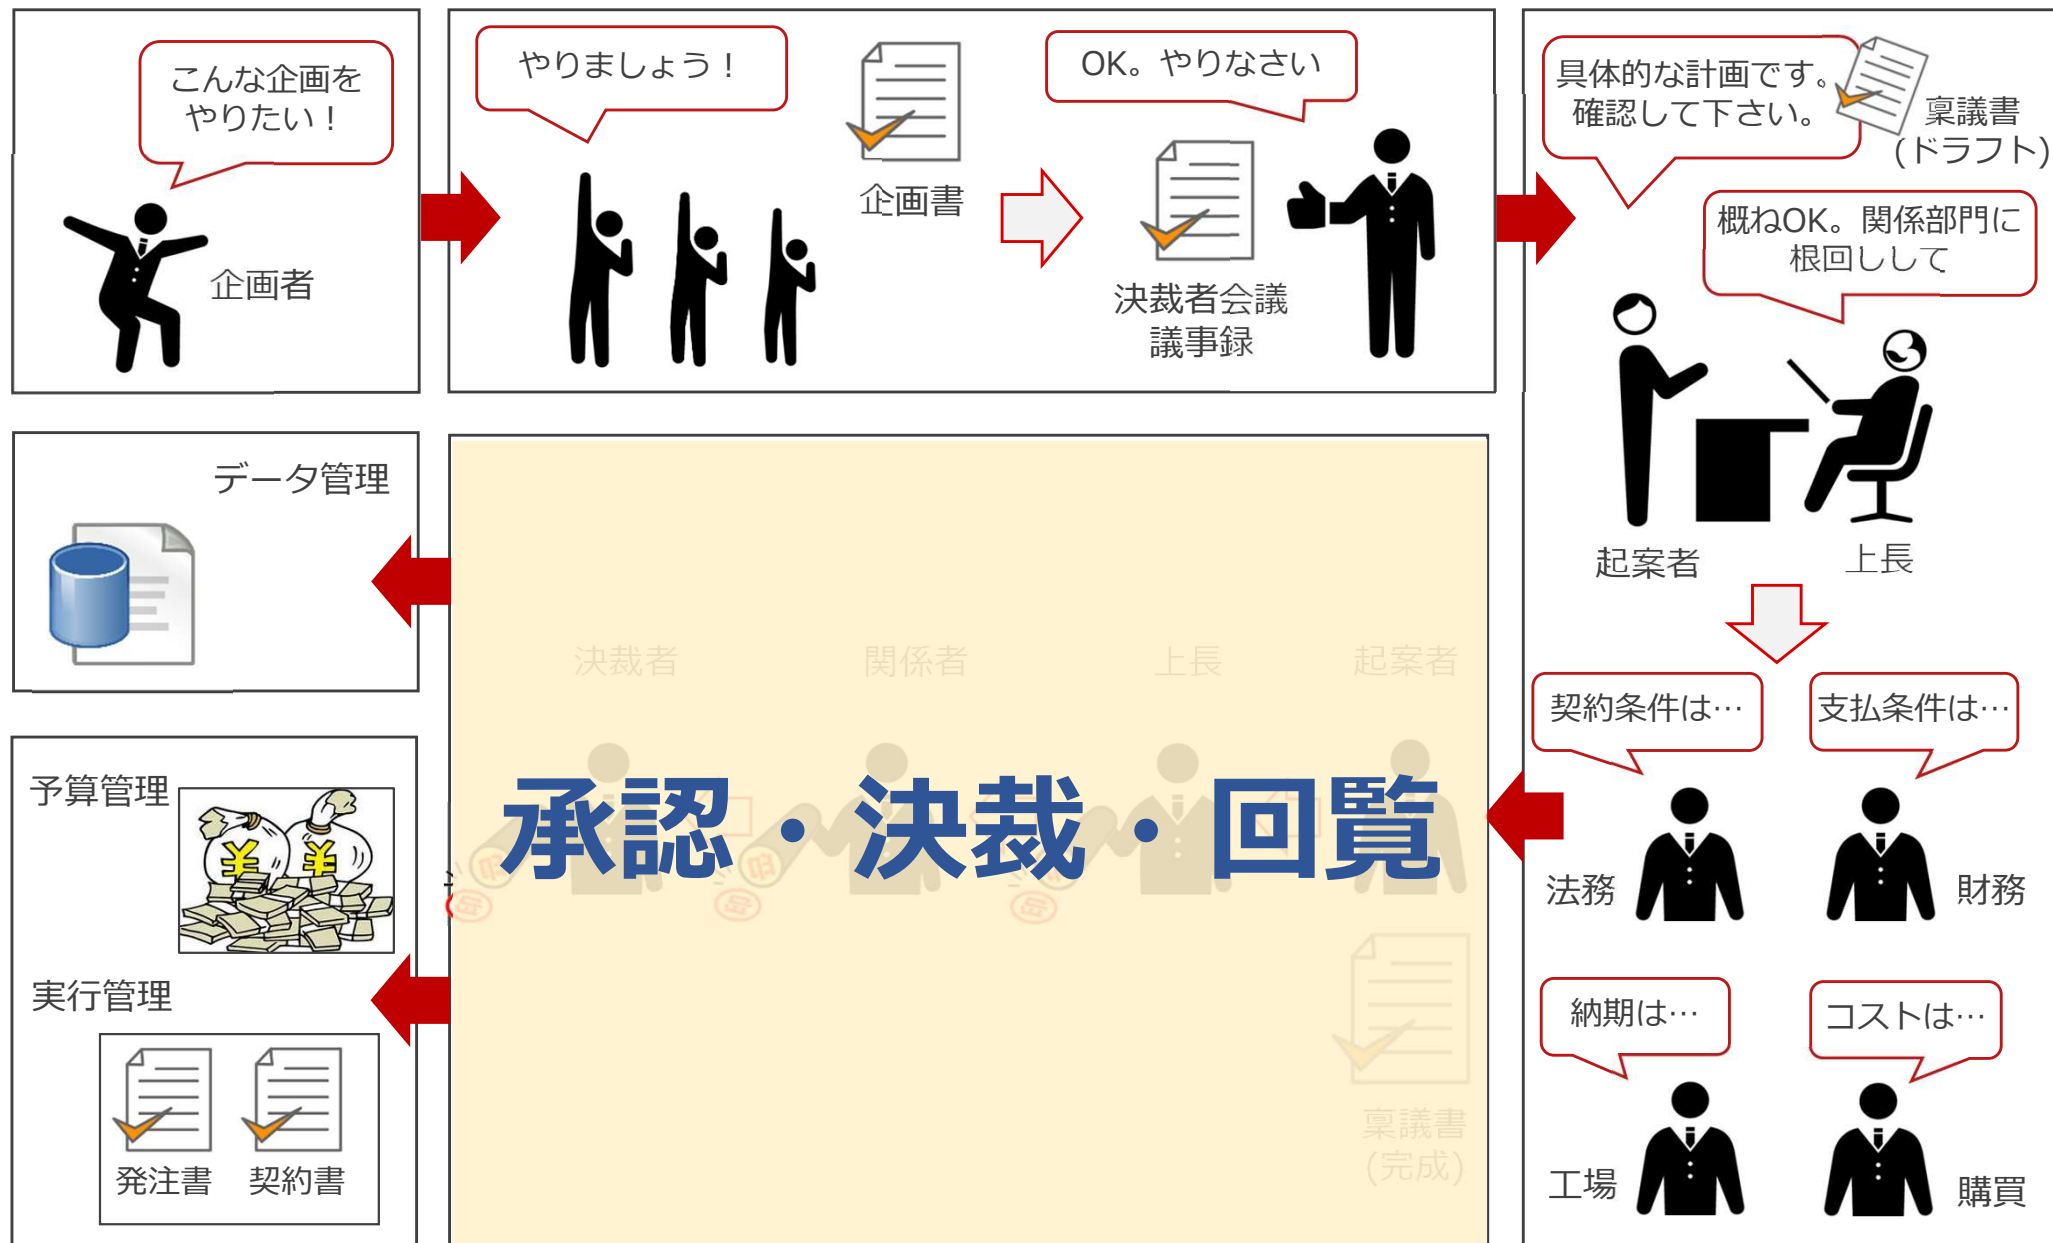 こんな企画を
やりたい！
企画者
やりましょう！
企画書
OK。やりなさい
決裁者会議
議事録
具体的な計画です。
確認して下さい。
稟議書
(ドラフト)
概ねOK。関係部門に
根回しして
起案者
上長
契約条件は…
支払条件は…
法務
財務
納期は…
コストは…
工場
購買
決裁者
関係者
上長
起案者
承認・決裁・回覧
印
印
印
印
印
印
稟議書
(完成)
データ管理
予算管理
¥
¥
実行管理
発注書
契約書